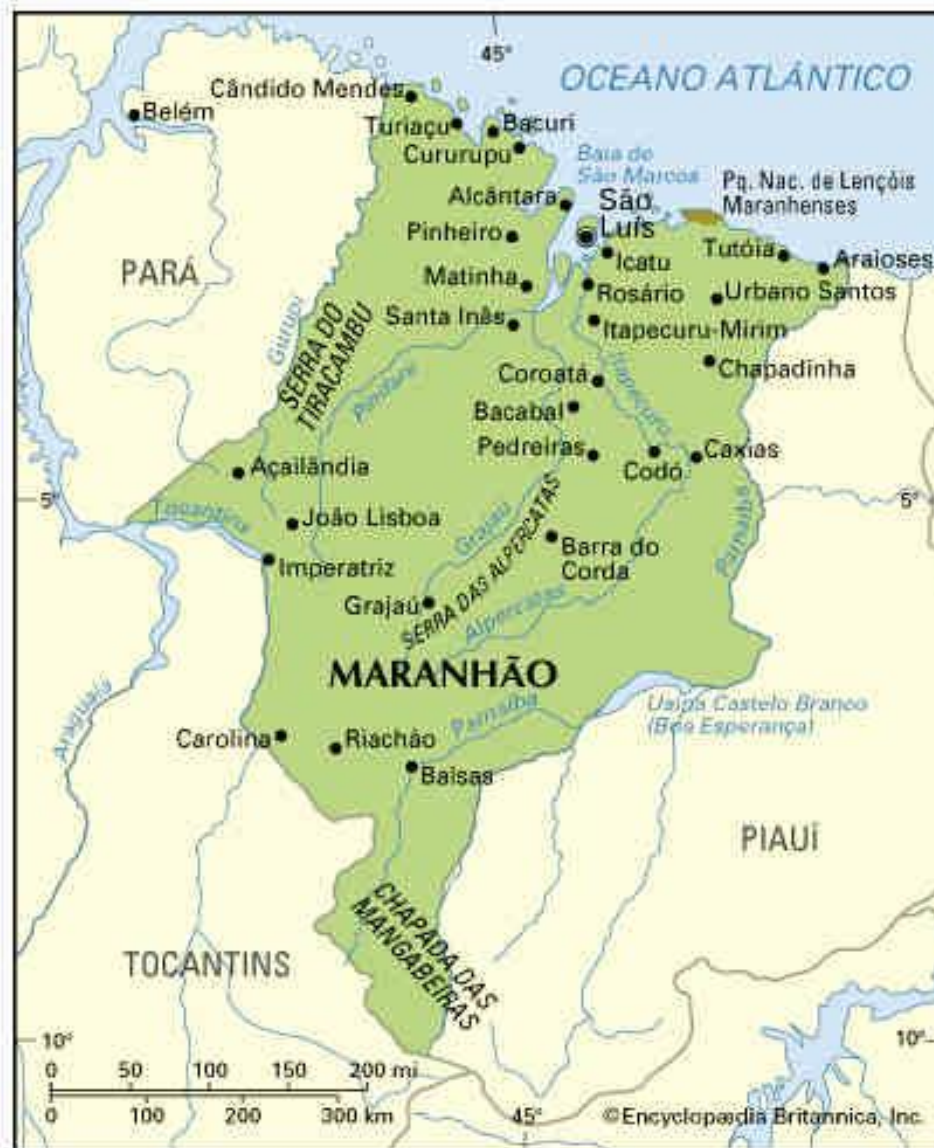 45°
OCEANO ATLÁNTICO
Cândido Mendes
Belém
Turiaçu
Bacuri
Cururupu
Baía de
São Marcos
Pq. Nac. de Lençóis
Maranhenses
Alcântara
São
Luís
Pinheiro
Icatu
Tutóia
Araioses
PARÁ
Matinha
Rosário
Urbano Santos
Santa Inês
Itapecuru-Mirim
Gurupi
SERRA DO
TIRACAMBU
Pindaré
Coroatá
Itapecuru
Chapadinha
Bacabal
Pedreiras
Codó
Caxias
Açailândia
5°
5°
Tocantins
João Lisboa
Grajaú
SERRA DAS ALPERCATAS
Parnaíba
Imperatriz
Barra do
Corda
Grajaú
Alpercatas
MARANHÃO
Araguaia
Parnaíba
Usina Castelo Branco
(Boa Esperança)
Carolina
Riachão
Balsas
PIAUÍ
CHAPADA DAS
MANGABEIRAS
TOCANTINS
10°
10°
0 50 100 150 200 mi
0 100 200 300 km
45°
©Encyclopædia Britannica, Inc.